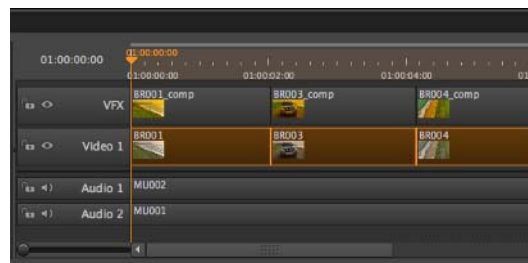 01:00:00:00 01:00:00:00
01:00:00:00 01:00:02:00 01:00:04:00 01
VFX BR001_comp BR003_comp BR004_comp
Video 1 BR001 BR003 BR004
Audio 1 MU002
Audio 2 MU001